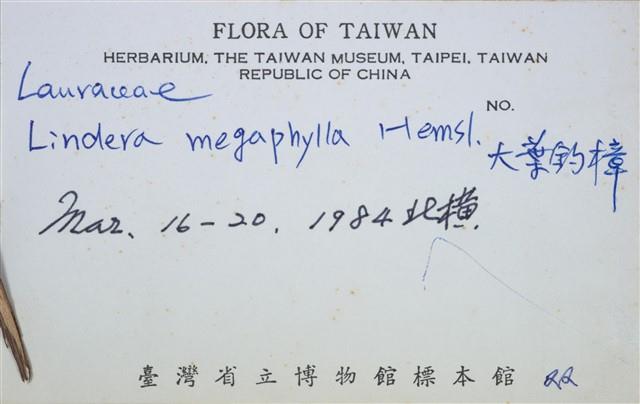 FLORA OF TAIWAN
HERBARIUM, THE TAIWAN MUSEUM, TAIPEI, TAIWAN
REPUBLIC OF CHINA
Lauraceae
NO.
Lindera megaphylla Hemsl. 大葉釣樟
Mar. 16-20, 1984 北橫
臺灣省立博物館標本館